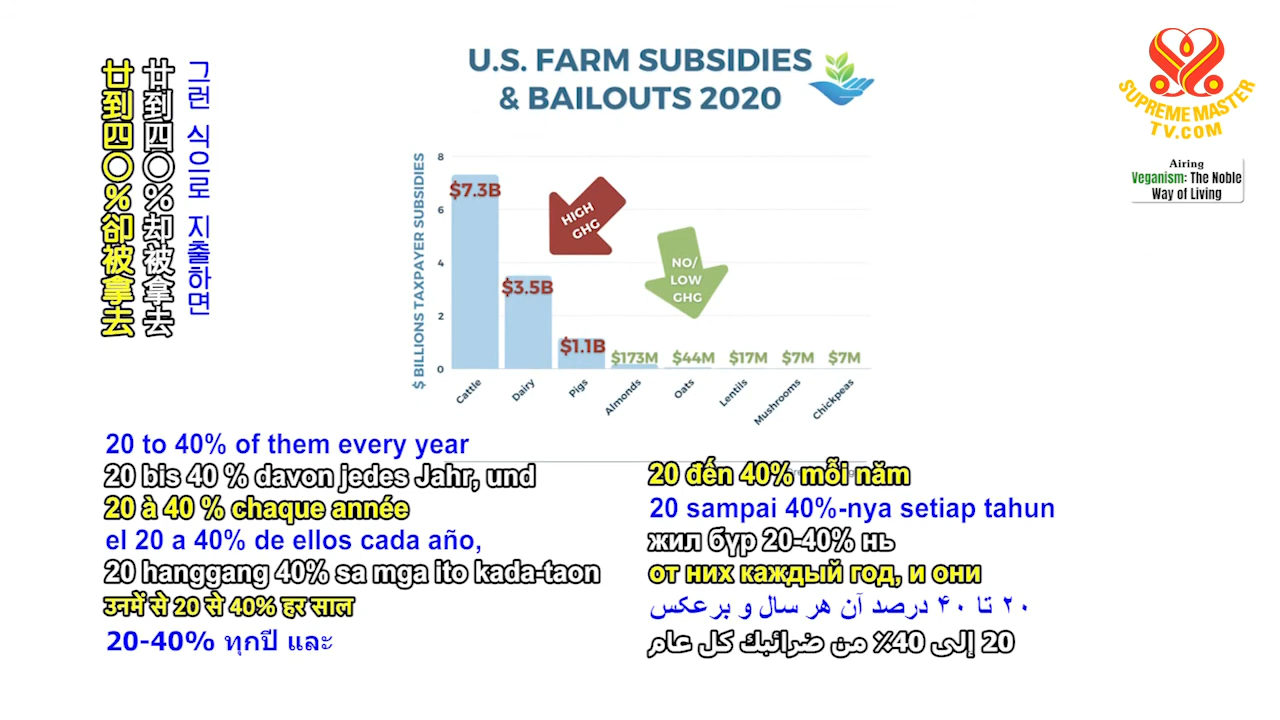 U.S. FARM SUBSIDIES
& BAILOUTS 2020
SUPREME MASTER
TV.COM
Airing
Veganism: The Noble
Way of Living
廿到四〇%卻被拿去
廿到四〇%却被拿去
그런 식으로 지출하면
$ BILLIONS TAXPAYER SUBSIDIES
8
6
4
2
0
$7.3B
$3.5B
$1.1B
$173M
$44M
$17M
$7M
$7M
HIGH
GHG
NO/
LOW
GHG
Cattle
Dairy
Pigs
Almonds
Oats
Lentils
Mushrooms
Chickpeas
20 to 40% of them every year
20 bis 40 % davon jedes Jahr, und
20 à 40 % chaque année
el 20 a 40% de ellos cada año,
20 hanggang 40% sa mga ito kada-taon
उनमें से 20 से 40% हर साल
20-40% ทุกปี และ
20 đến 40% mỗi năm
20 sampai 40%-nya setiap tahun
жил бүр 20-40% нь
от них каждый год, и они
۲۰ تا ۴۰ درصد آن هر سال و برعکس
20 إلى 40٪ من ضرائبك كل عام